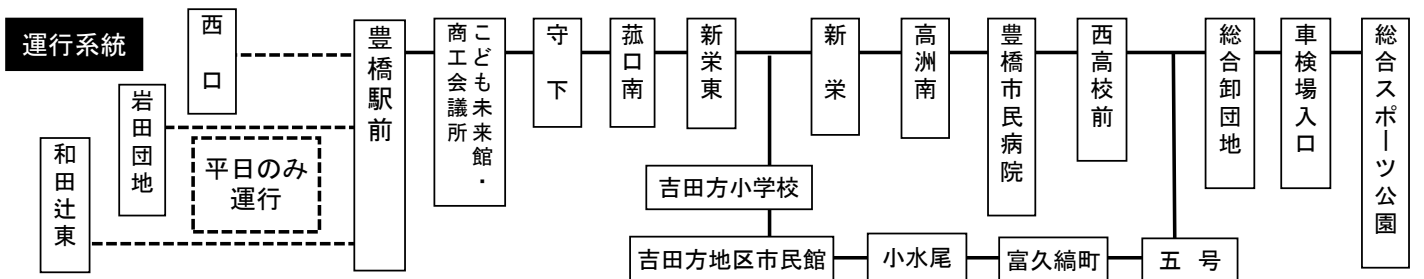 運行系統
西口
岩田団地
和田辻東
平日のみ
運行
豊橋駅前
こども未来館・
商工会議所
守下
菰口南
新栄東
新栄
高洲南
豊橋市民病院
西高校前
総合卸団地
車検場入口
総合スポーツ公園
吉田方小学校
吉田方地区市民館
小水尾
富久縞町
五号